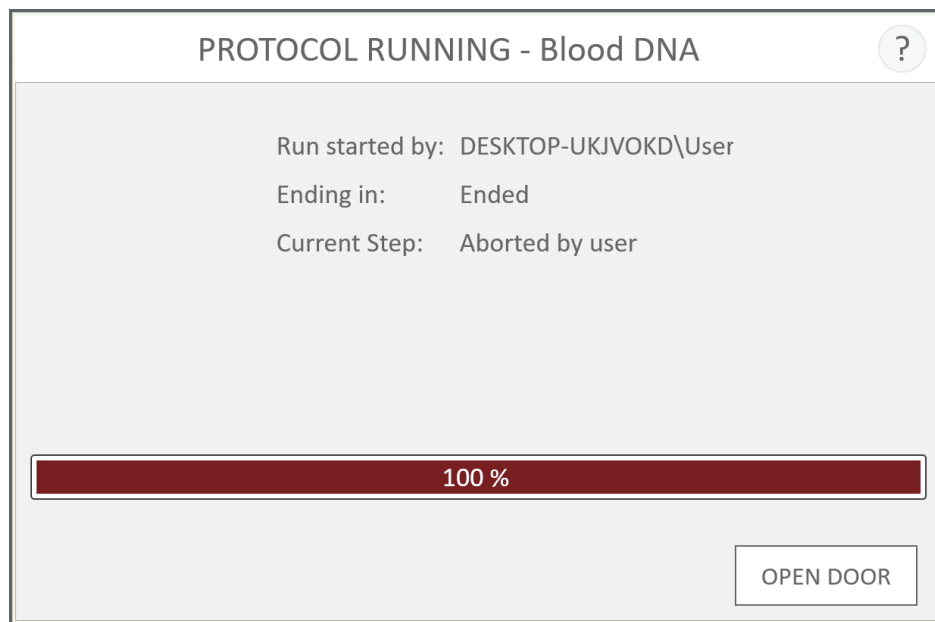 PROTOCOL RUNNING - Blood DNA
?
Run started by: DESKTOP-UKJVOKD\User
Ending in: Ended
Current Step: Aborted by user
100 %
OPEN DOOR